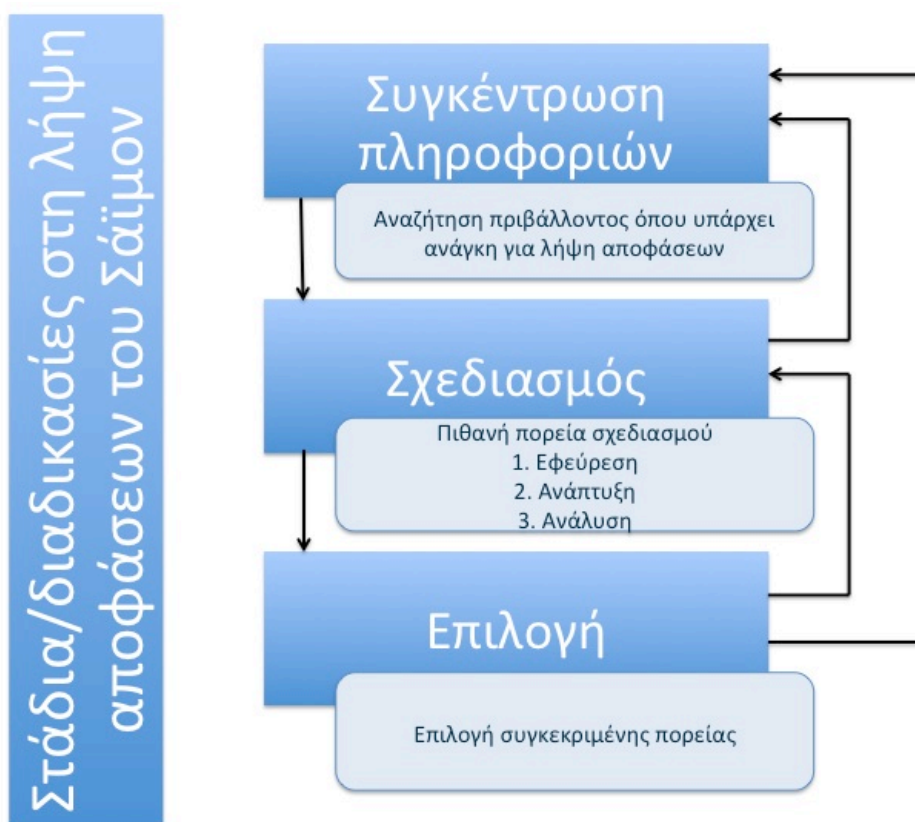 Στάδια/διαδικασίες στη λήψη
αποφάσεων του Σάϊμον
Συγκέντρωση
πληροφοριών
Αναζήτηση πριβάλλοντος όπου υπάρχει
ανάγκη για λήψη αποφάσεων
Σχεδιασμός
Πιθανή πορεία σχεδιασμού
1. Εφεύρεση
2. Ανάπτυξη
3. Ανάλυση
Επιλογή
Επιλογή συγκεκριμένης πορείας